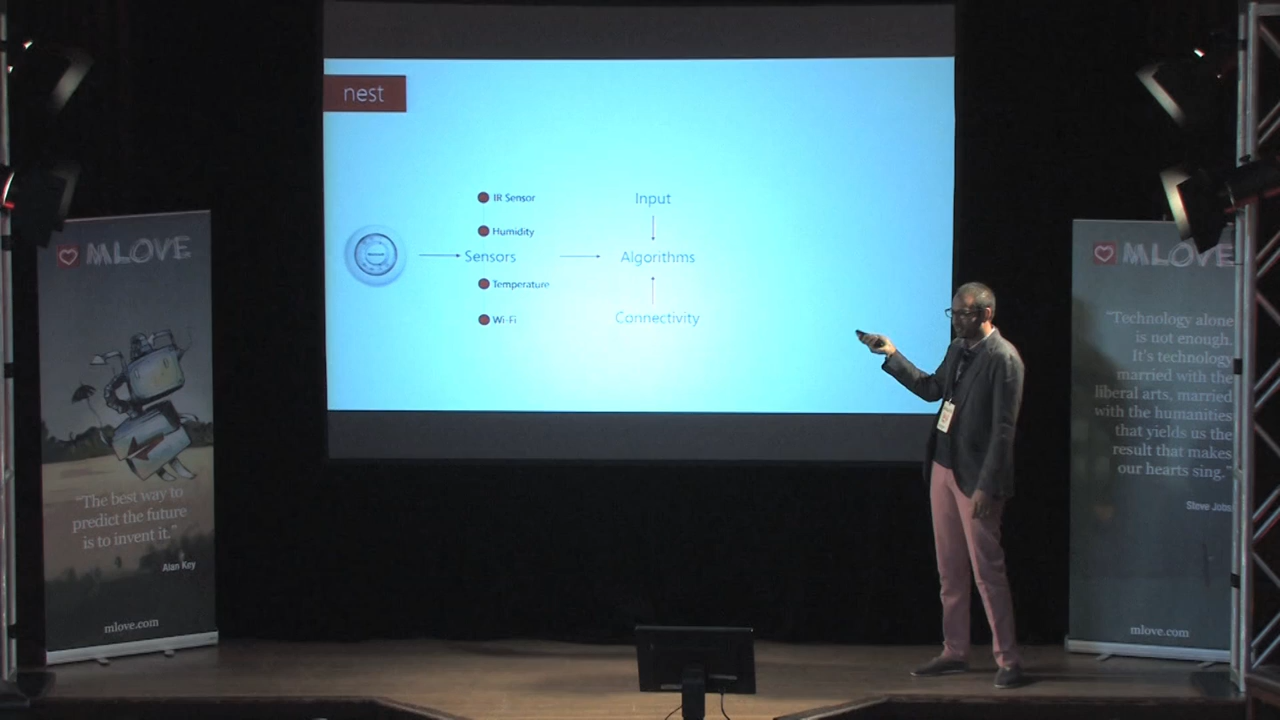 nest
IR Sensor
Humidity
Sensors
Temperature
Wi-Fi
Input
Algorithms
Connectivity
MLOVE
"The best way to
predict the future
is to invent it."
Alan Key
mlove.com
MLOVE
"Technology alone
is not enough.
It's technology
married with the
liberal arts, married
with the humanities
that yields us the
result that makes
our hearts sing."
Steve Jobs
mlove.com